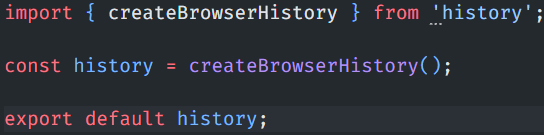 import { createBrowserHistory } from 'history';
const history = createBrowserHistory();
export default history;